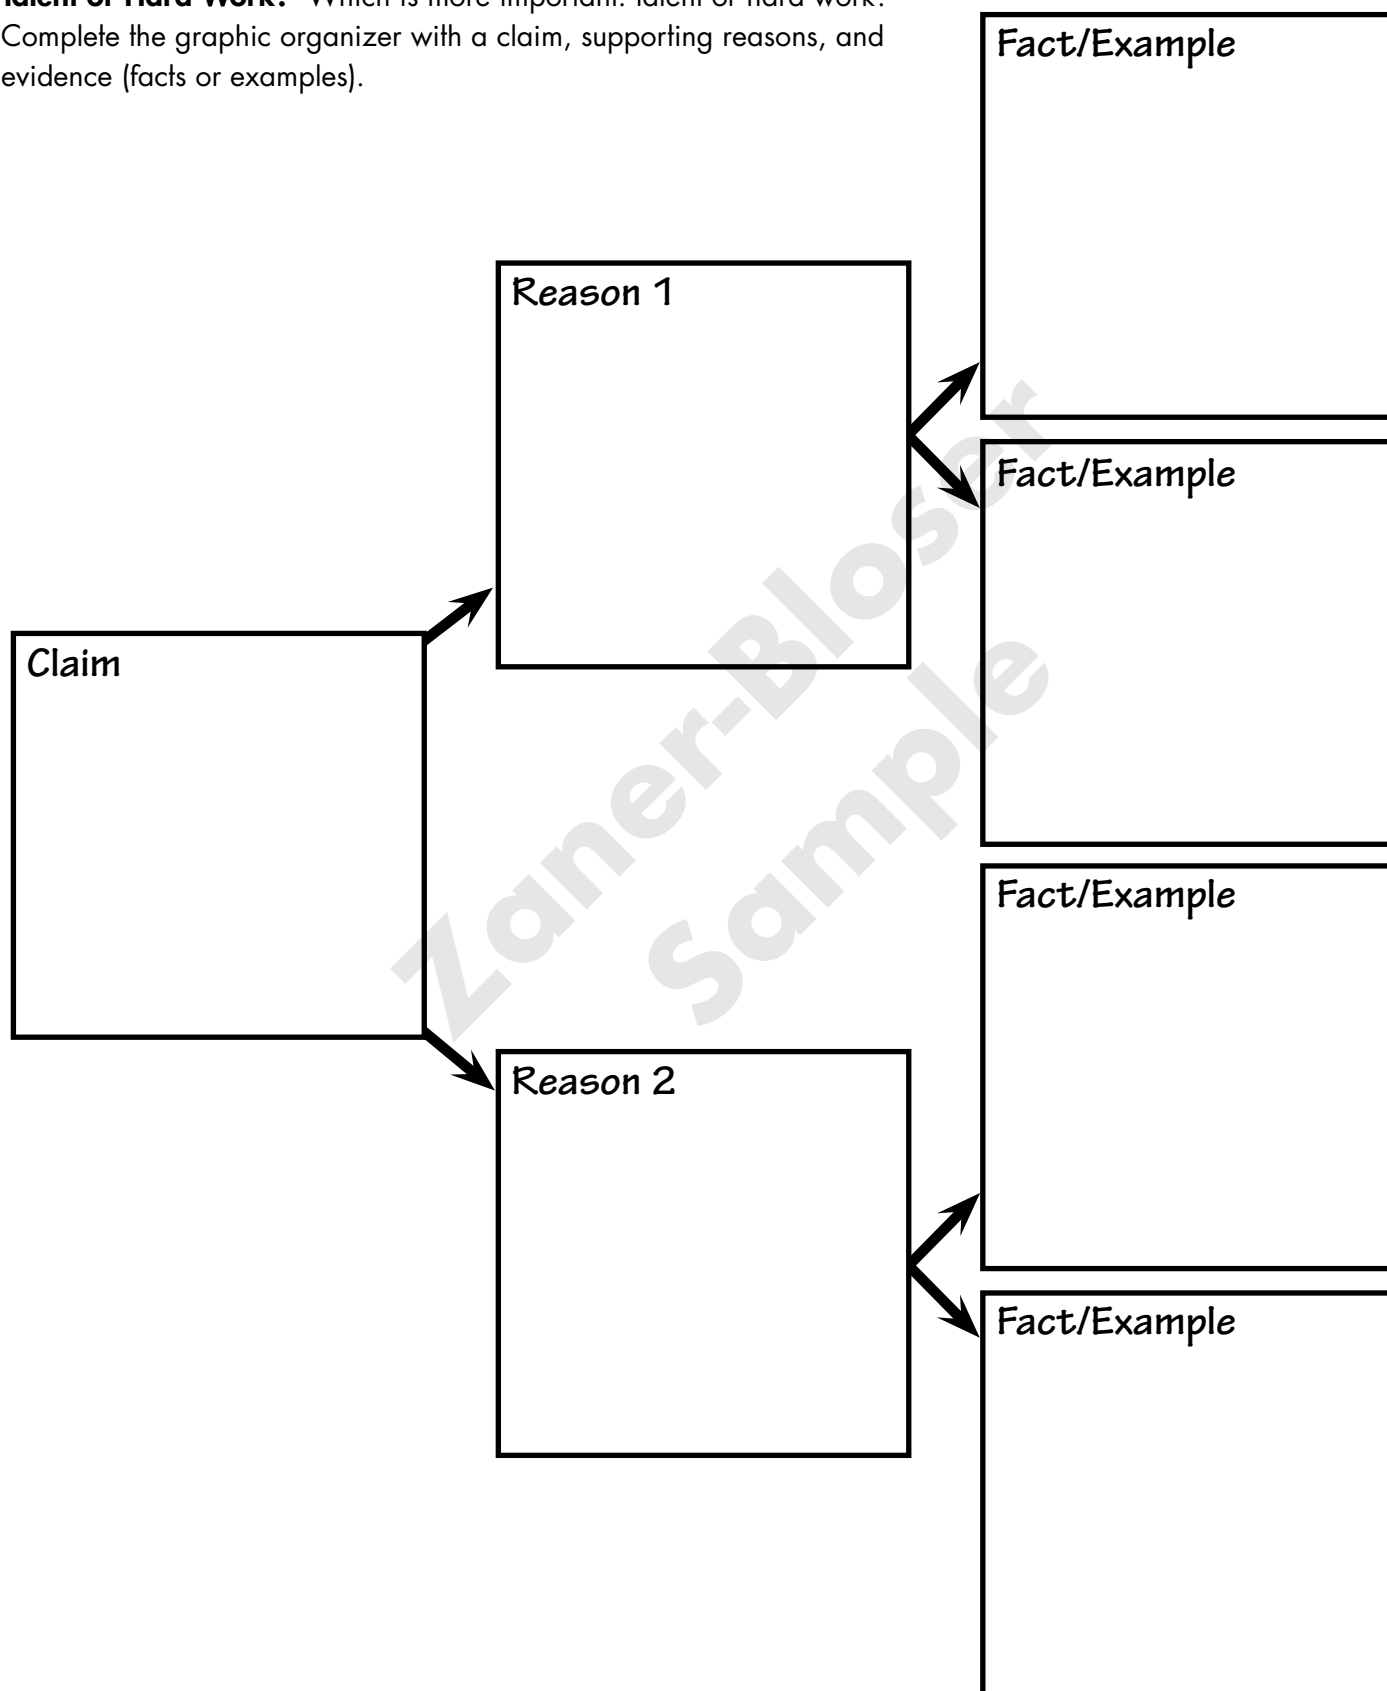 Talent or Hard Work? Which is more important: talent or hard work?
Complete the graphic organizer with a claim, supporting reasons, and
evidence (facts or examples).
Fact/Example
Reason 1
Fact/Example
Claim
Fact/Example
Reason 2
Fact/Example
Zaner-Bloser
Sample